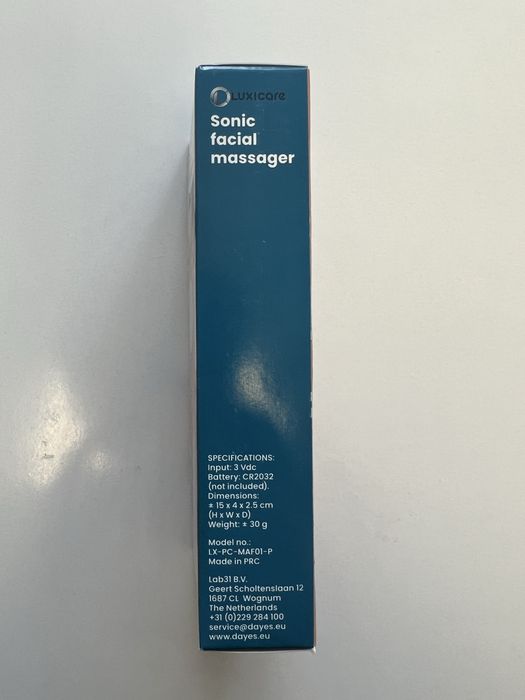 LUXICARE
Sonic
facial
massager
SPECIFICATIONS:
Input: 3 Vdc
Battery: CR2032
(not included).
Dimensions:
± 15 x 4 x 2.5 cm
(H x W x D)
Weight: ± 30 g
Model no.:
LX-PC-MAF01-P
Made in PRC
Lab31 B.V.
Geert Scholtenslaan 12
1687 CL Wognum
The Netherlands
+31 (0)229 284 100
service@dayes.eu
www.dayes.eu